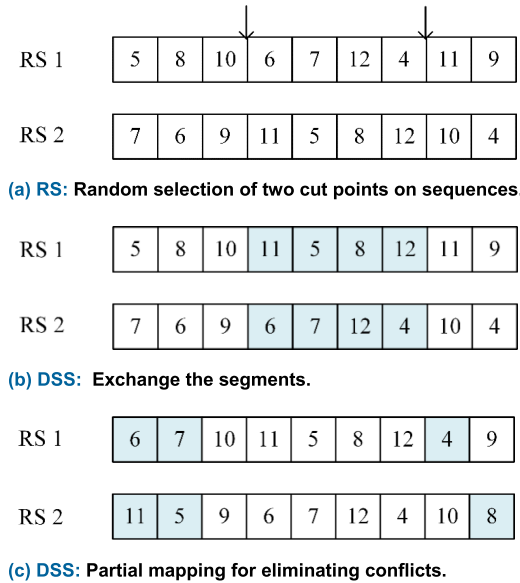 RS 1 5 8 10 6 7 12 4 11 9
RS 2 7 6 9 11 5 8 12 10 4
(a) RS: Random selection of two cut points on sequences.
RS 1 5 8 10 11 5 8 12 11 9
RS 2 7 6 9 6 7 12 4 10 4
(b) DSS: Exchange the segments.
RS 1 6 7 10 11 5 8 12 4 9
RS 2 11 5 9 6 7 12 4 10 8
(c) DSS: Partial mapping for eliminating conflicts.